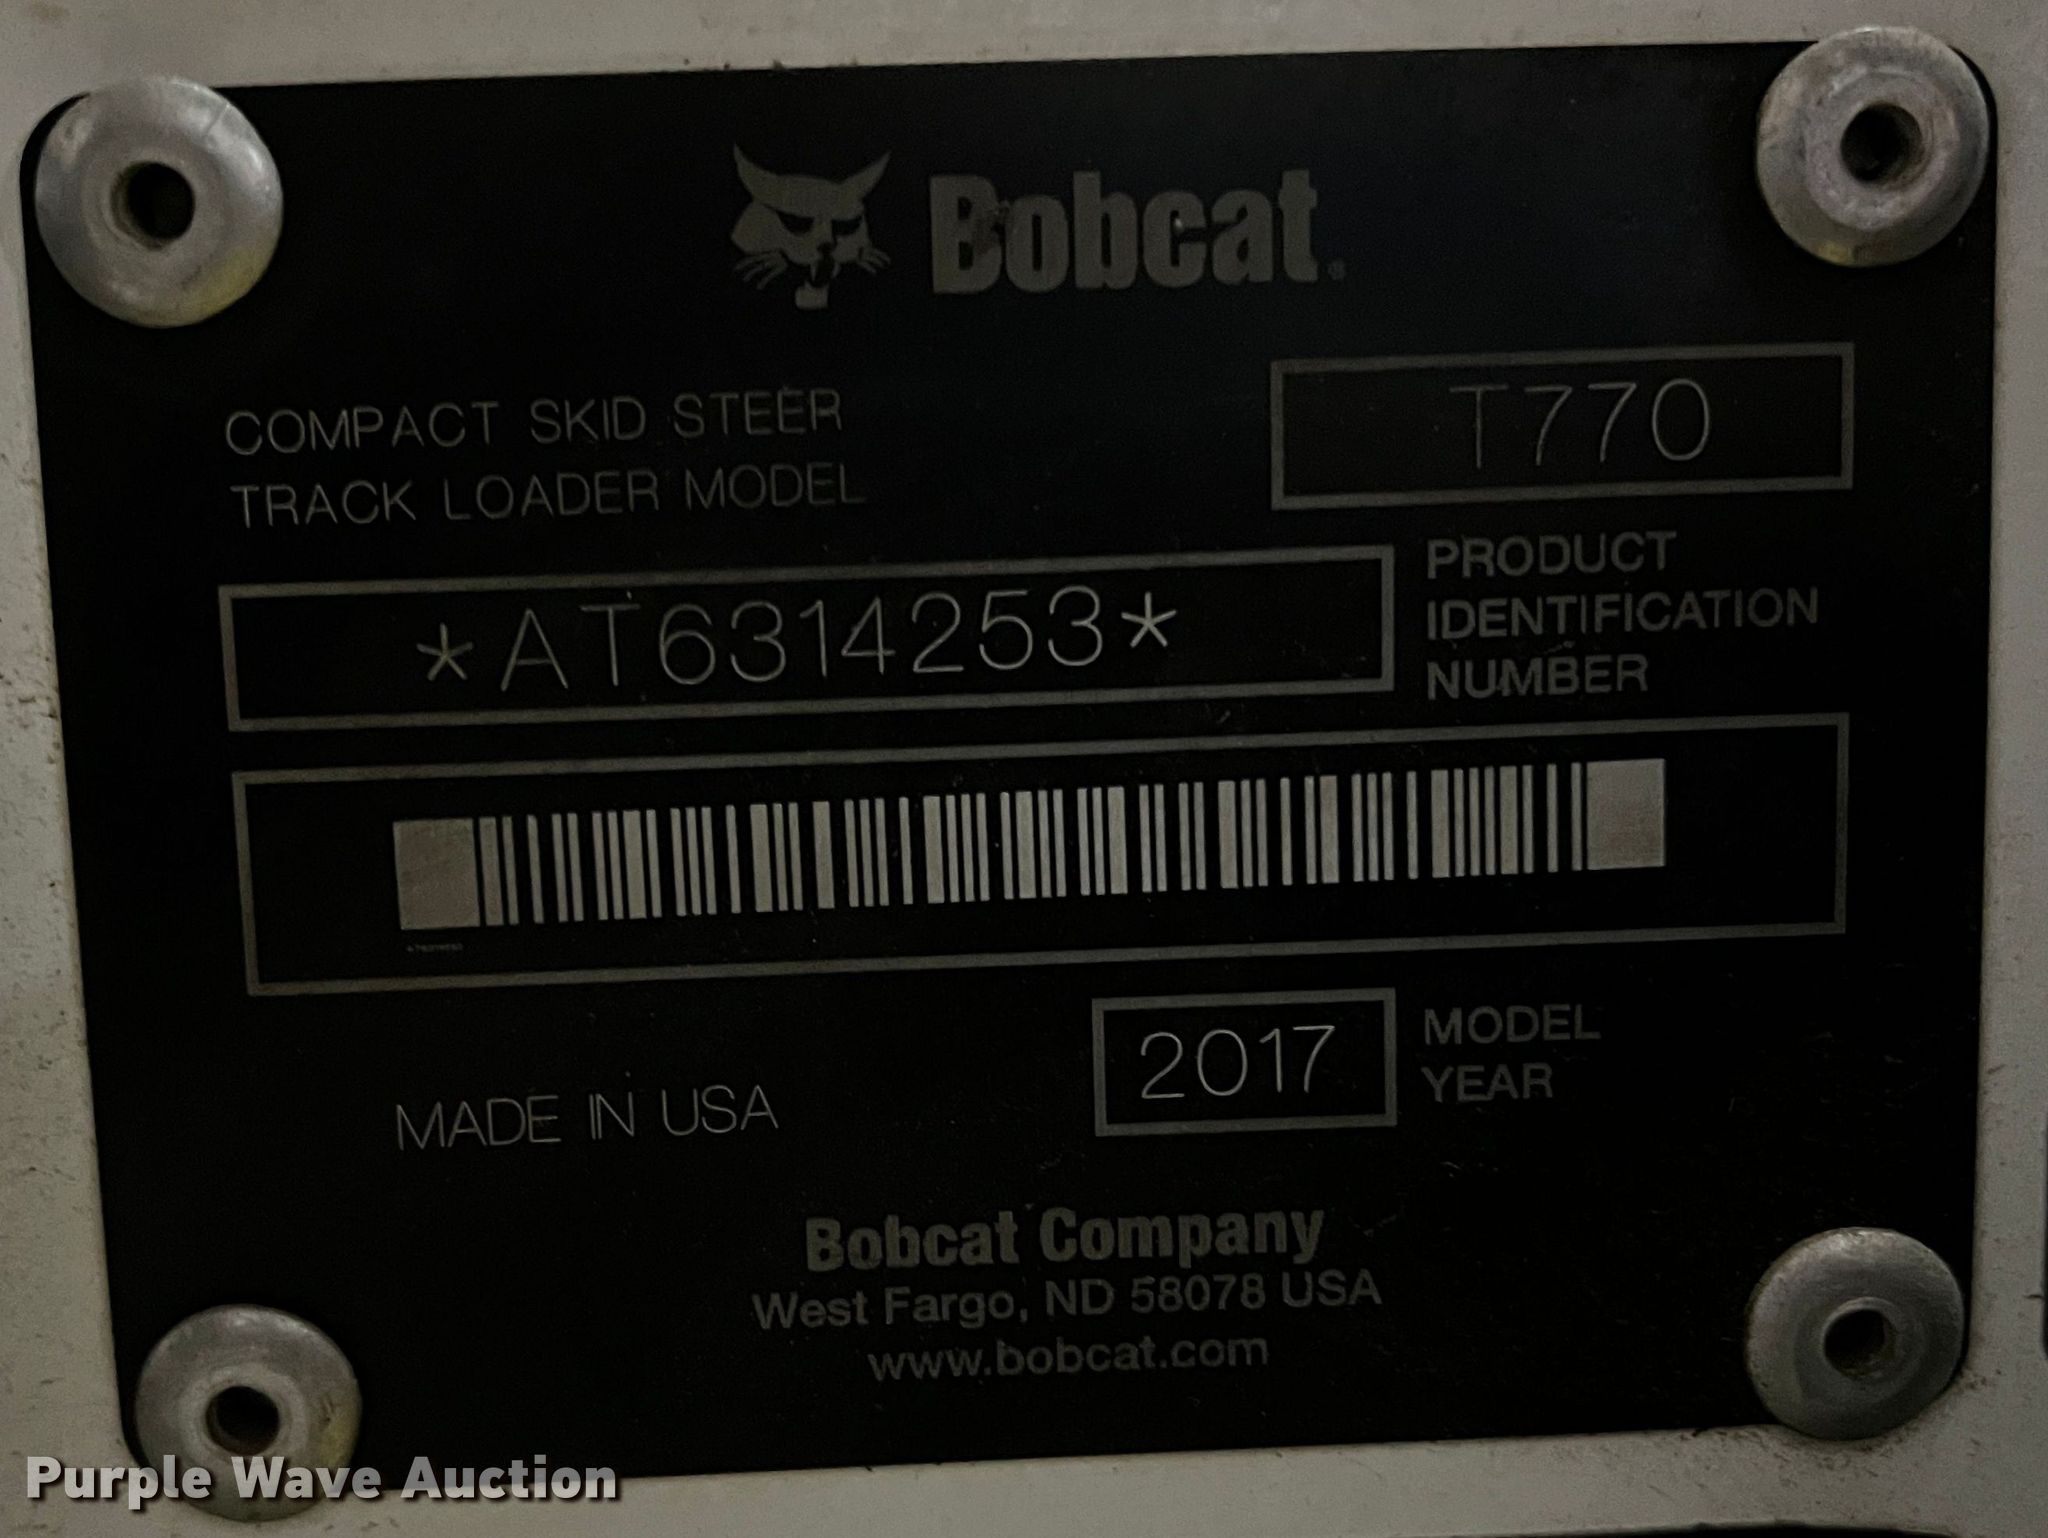 Bobcat®
COMPACT SKID STEER
TRACK LOADER MODEL
T770
*AT6314253*
PRODUCT
IDENTIFICATION
NUMBER
2017
MODEL
YEAR
MADE IN USA
Bobcat Company
West Fargo, ND 58078 USA
www.bobcat.com
Purple Wave Auction